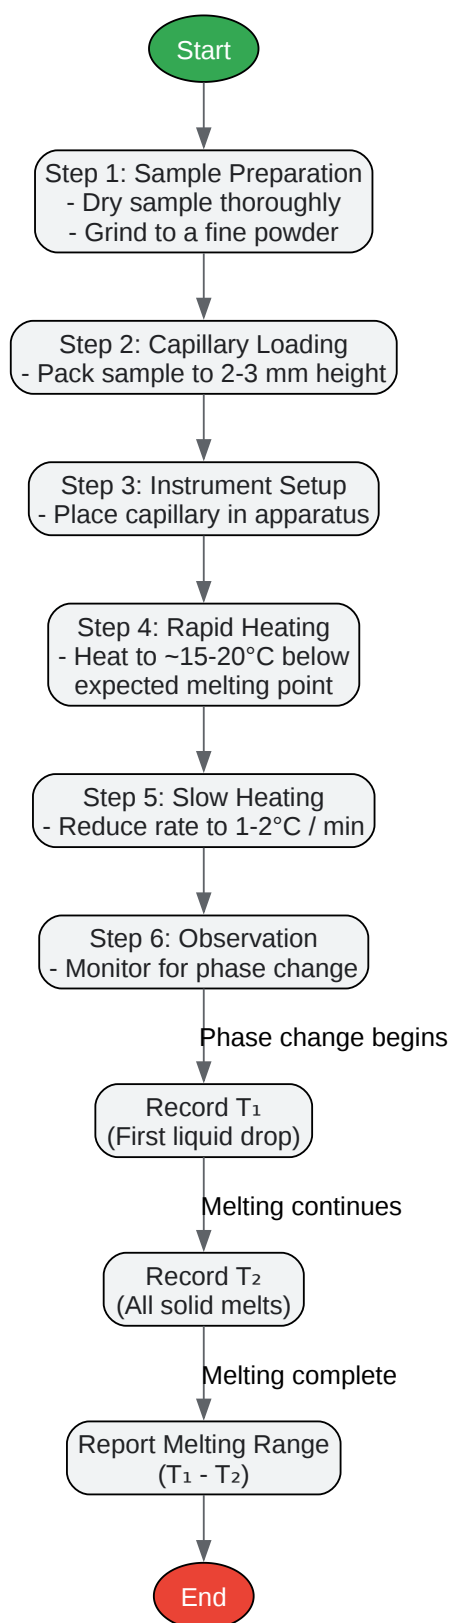 Start
Step 1: Sample Preparation
- Dry sample thoroughly
- Grind to a fine powder
Step 2: Capillary Loading
- Pack sample to 2-3 mm height
Step 3: Instrument Setup
- Place capillary in apparatus
Step 4: Rapid Heating
- Heat to ~15-20°C below
expected melting point
Step 5: Slow Heating
- Reduce rate to 1-2°C / min
Step 6: Observation
- Monitor for phase change
Phase change begins
Record T₁
(First liquid drop)
Melting continues
Record T₂
(All solid melts)
Melting complete
Report Melting Range
(T₁ - T₂)
End